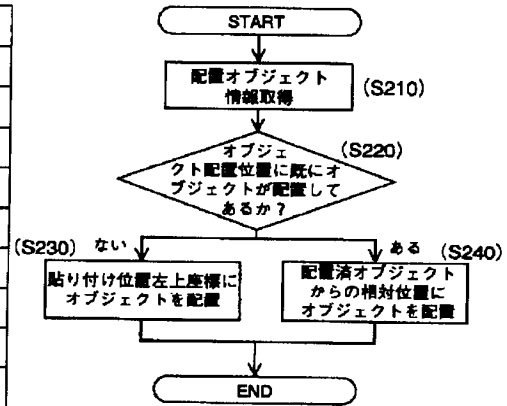 START
配置オブジェクト
情報取得
(S210)
オブジェ
クト配置位置に既にオ
ブジェクトが配置して
あるか？
(S220)
(S230)
ない
ある
(S240)
貼り付け位置左上座標に
オブジェクトを配置
配置済オブジェクト
からの相対位置に
オブジェクトを配置
END